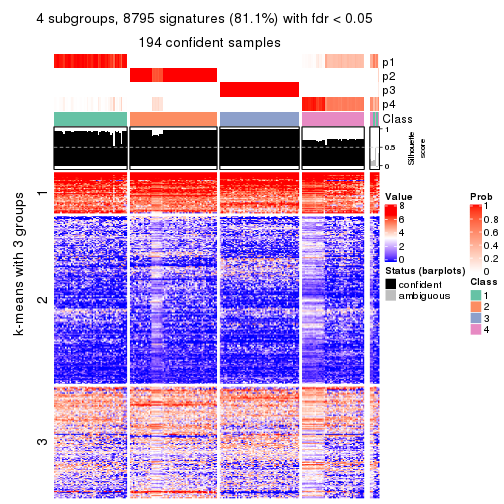 4 subgroups, 8795 signatures (81.1%) with fdr < 0.05
194 confident samples
p1
p2
p3
p4
Class
1
0.5
0
Silhouette
score
k-means with 3 groups
1
2
3
Value
8
6
4
2
0
Status (barplots)
confident
ambiguous
Prob
1
0.8
0.6
0.4
0.2
0
Class
1
2
3
4